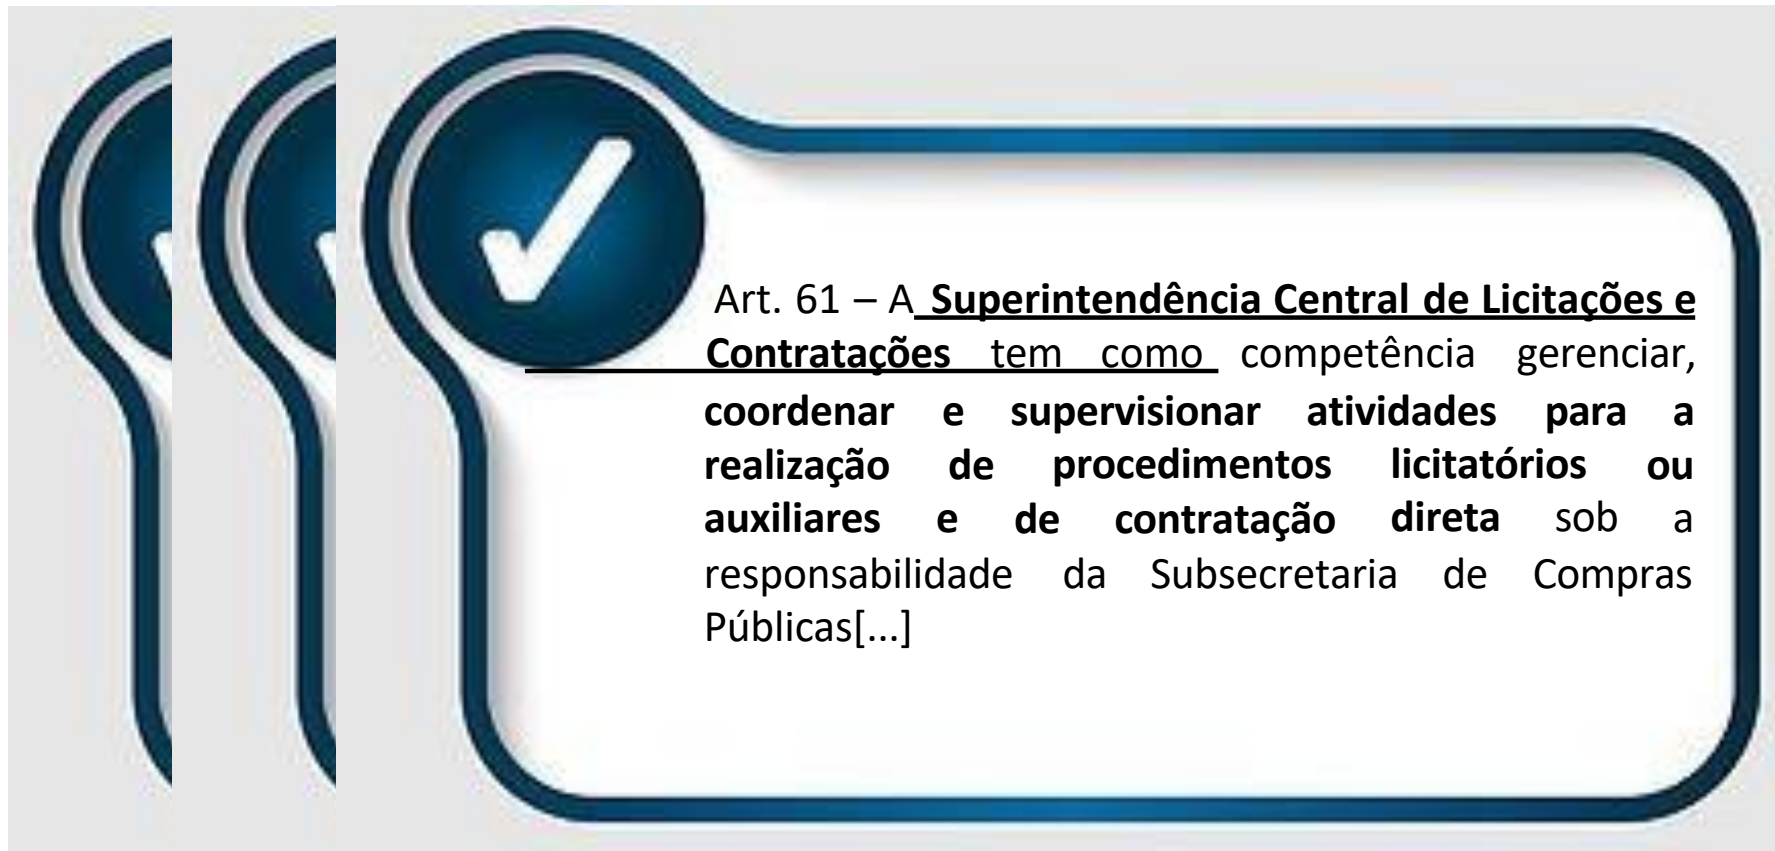 Art. 61 – A Superintendência Central de Licitações e
Contratações tem como competência gerenciar,
coordenar e supervisionar atividades para a
realização de procedimentos licitatórios ou
auxiliares e de contratação direta sob a
responsabilidade da Subsecretaria de Compras
Públicas[...]